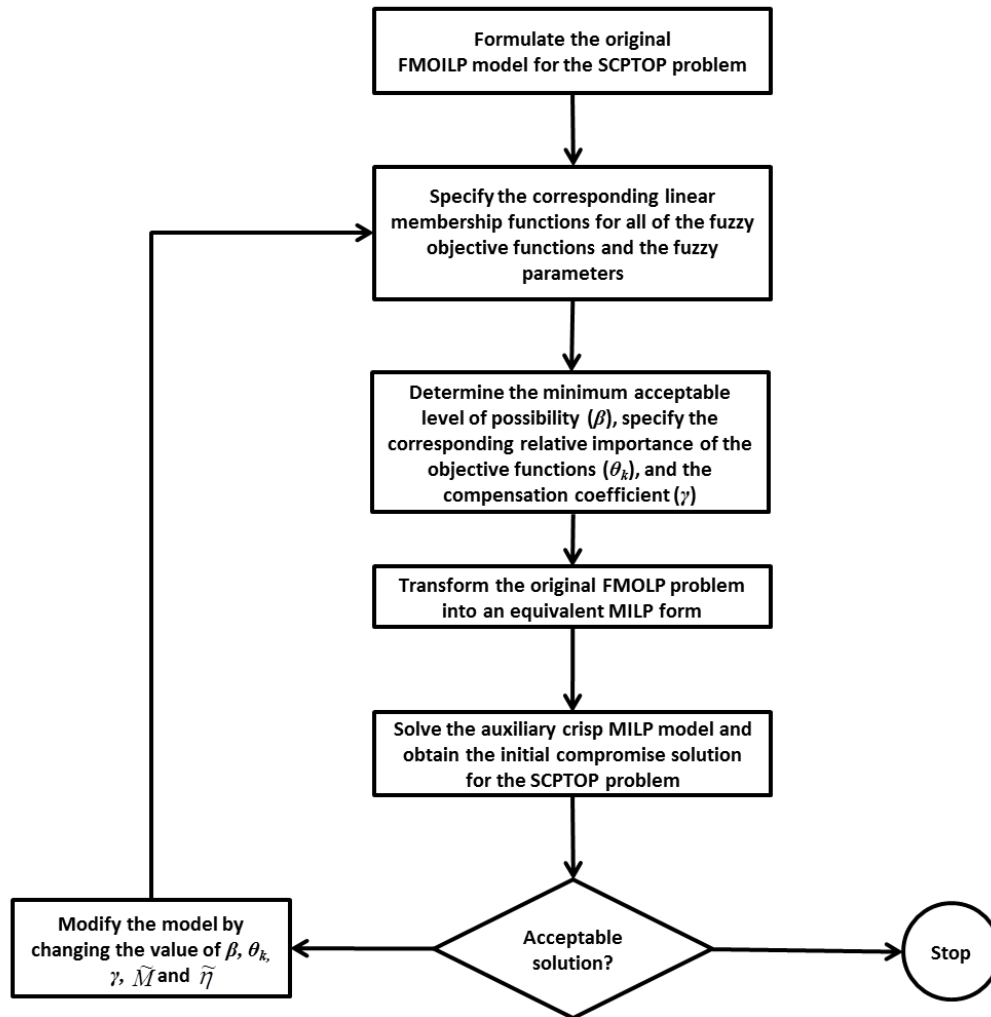 Formulate the original
FMOILP model for the SCPTOP problem
Specify the corresponding linear
membership functions for all of the fuzzy
objective functions and the fuzzy
parameters
Determine the minimum acceptable
level of possibility (β), specify the
corresponding relative importance of the
objective functions (θₖ), and the
compensation coefficient (γ)
Transform the original FMOLP problem
into an equivalent MILP form
Solve the auxiliary crisp MILP model and
obtain the initial compromise solution
for the SCPTOP problem
Acceptable
solution?
Stop
Modify the model by
changing the value of β, θₖ,
γ, M̃ and η̃